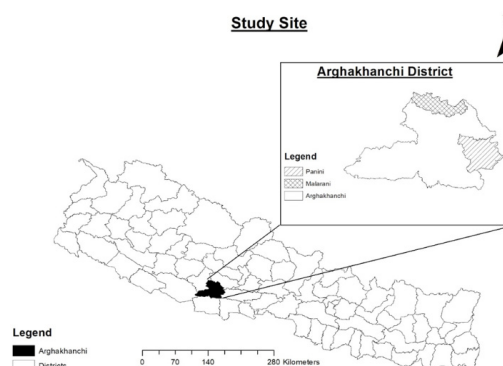 Study Site
Arghakhanchi District
Legend
Panini
Malarani
Arghakhanchi
Legend
Arghakhanchi
Districts
0 70 140 280 Kilometers